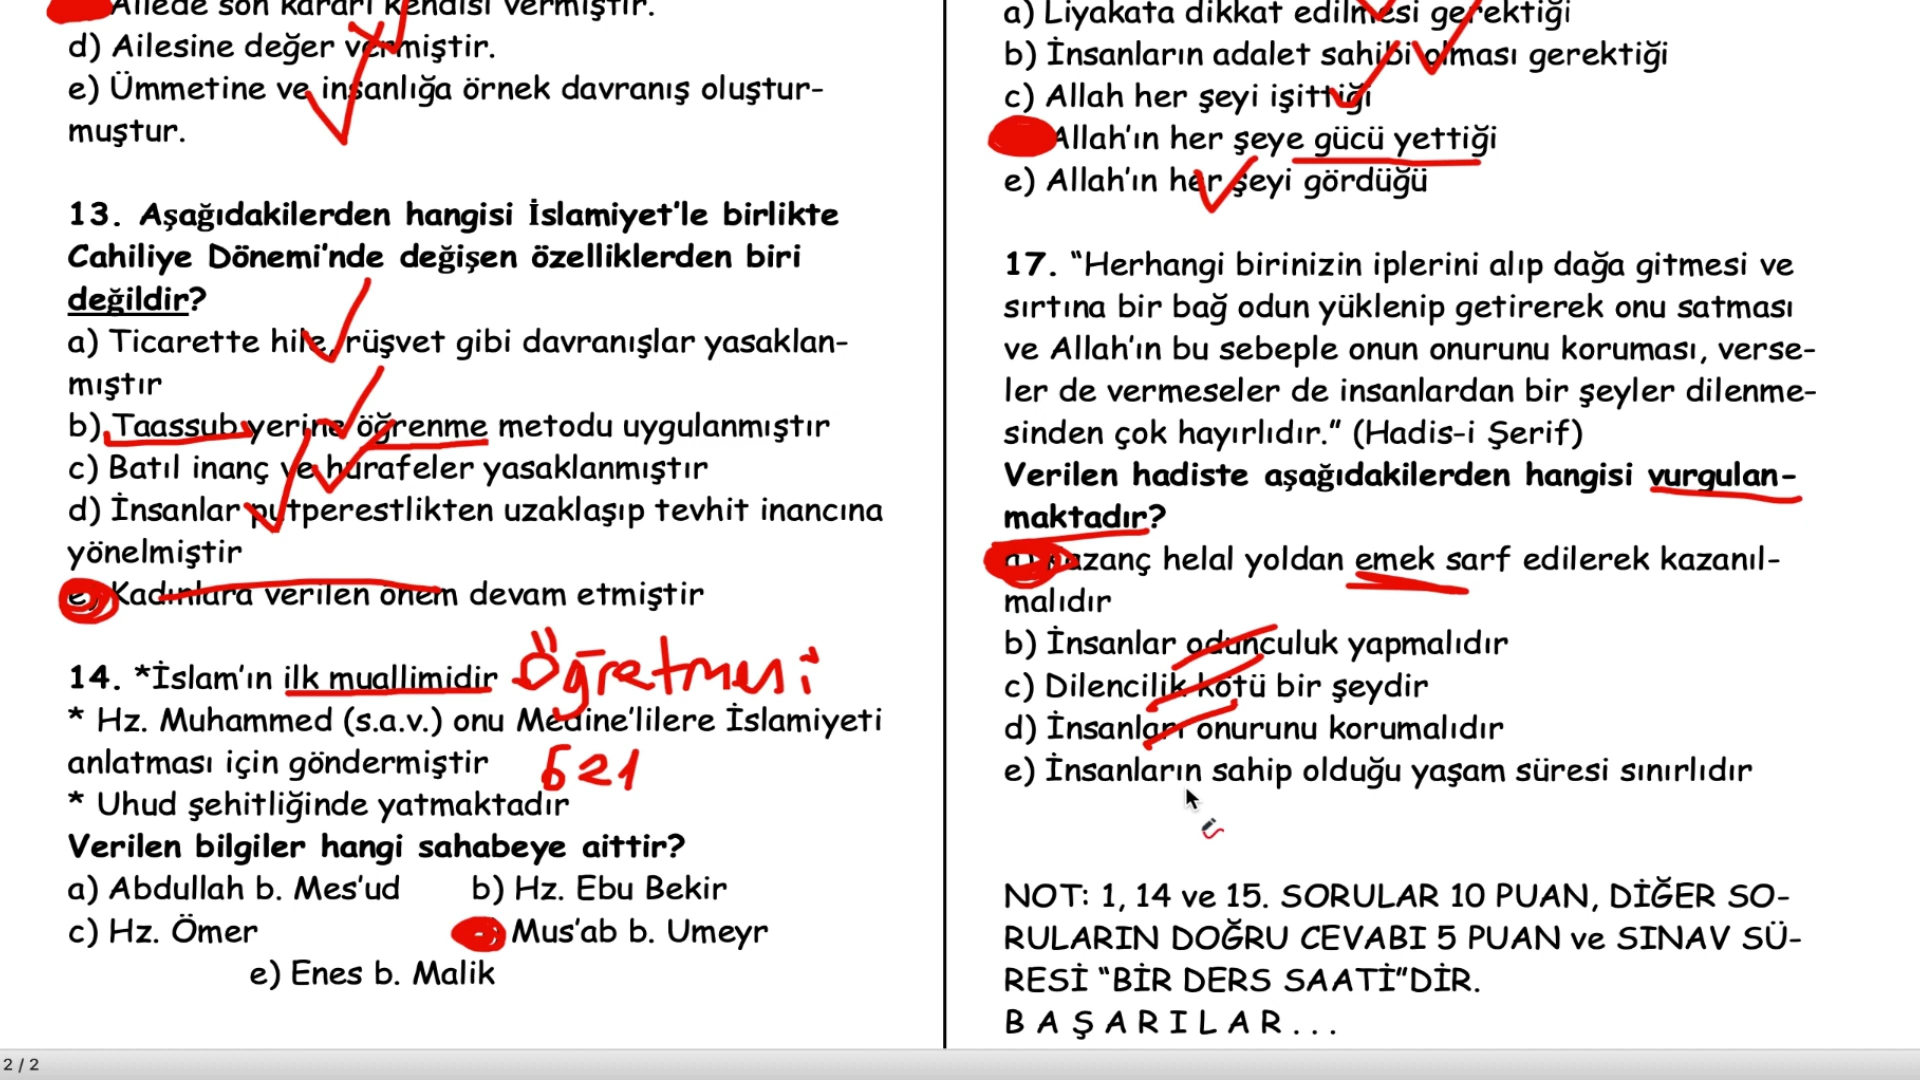 Ailede son kararı kendisi vermiştir.
d) Ailesine değer vermiştir.
e) Ümmetine ve insanlığa örnek davranış oluştur-
muştur.
13. Aşağıdakilerden hangisi İslamiyet'le birlikte
Cahiliye Dönemi'nde değişen özelliklerden biri
değildir?
a) Ticarette hile, rüşvet gibi davranışlar yasaklan-
mıştır
b) Taassub yerine öğrenme metodu uygulanmıştır
c) Batıl inanç ve hurafeler yasaklanmıştır
d) İnsanlar putperestlikten uzaklaşıp tevhit inancına
yönelmiştir
e) Kadınlara verilen önem devam etmiştir
14. *İslam'ın ilk muallimidir Öğretmeni
* Hz. Muhammed (s.a.v.) onu Medine'lilere İslamiyeti
anlatması için göndermiştir 621
* Uhud şehitliğinde yatmaktadır
Verilen bilgiler hangi sahabeye aittir?
a) Abdullah b. Mes'ud b) Hz. Ebu Bekir
c) Hz. Ömer Mus'ab b. Umeyr
e) Enes b. Malik
a) Liyakata dikkat edilmesi gerektiği
b) İnsanların adalet sahibi olması gerektiği
c) Allah her şeyi işittiği
Allah'ın her şeye gücü yettiği
e) Allah'ın her şeyi gördüğü
17. "Herhangi birinizin iplerini alıp dağa gitmesi ve
sırtına bir bağ odun yüklenip getirerek onu satması
ve Allah'ın bu sebeple onun onurunu koruması, verse-
ler de vermeseler de insanlardan bir şeyler dilenme-
sinden çok hayırlıdır." (Hadis-i Şerif)
Verilen hadiste aşağıdakilerden hangisi vurgulan-
maktadır?
a) Kazanç helal yoldan emek sarf edilerek kazanıl-
malıdır
b) İnsanlar odunculuk yapmalıdır
c) Dilencilik kötü bir şeydir
d) İnsanlar onurunu korumalıdır
e) İnsanların sahip olduğu yaşam süresi sınırlıdır
NOT: 1, 14 ve 15. SORULAR 10 PUAN, DİĞER SO-
RULARIN DOĞRU CEVABI 5 PUAN ve SINAV SÜ-
RESİ "BİR DERS SAATİ"DİR.
B A Ş A R I L A R . . .
2 / 2